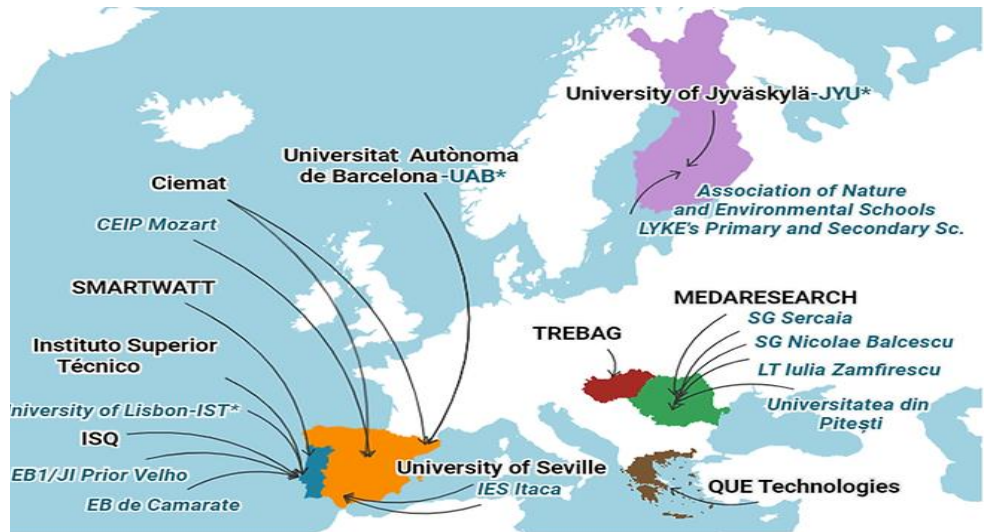 University of Jyväskylä-JYU*
Universitat Autònoma
de Barcelona-UAB*
Ciemat
CEIP Mozart
Association of Nature
and Environmental Schools
LYKE's Primary and Secondary Sc.
SMARTWATT
MEDARESEARCH
SG Sercaia
TREBAG
SG Nicolae Balcescu
Instituto Superior
Técnico
LT Iulia Zamfirescu
University of Lisbon-IST*
Universitatea din
Pitești
ISQ
EB1/JI Prior Velho
University of Seville
IES Itaca
QUE Technologies
EB de Camarate